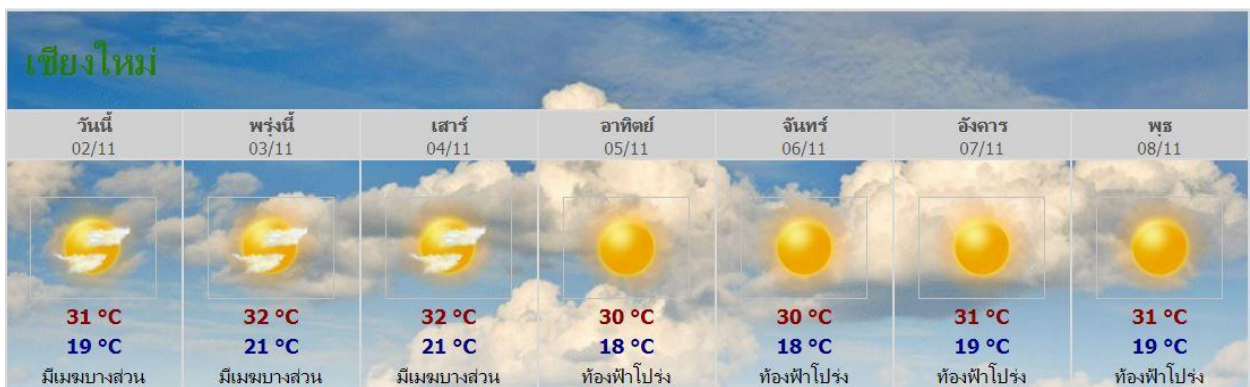 เชียงใหม่
วันนี้ พรุ่งนี้ เสาร์ อาทิตย์ จันทร์ อังคาร พุธ
02/11 03/11 04/11 05/11 06/11 07/11 08/11
31 °C 32 °C 32 °C 30 °C 30 °C 31 °C 31 °C
19 °C 21 °C 21 °C 18 °C 18 °C 19 °C 19 °C
มีเมฆบางส่วน มีเมฆบางส่วน มีเมฆบางส่วน ท้องฟ้าโปร่ง ท้องฟ้าโปร่ง ท้องฟ้าโปร่ง ท้องฟ้าโปร่ง